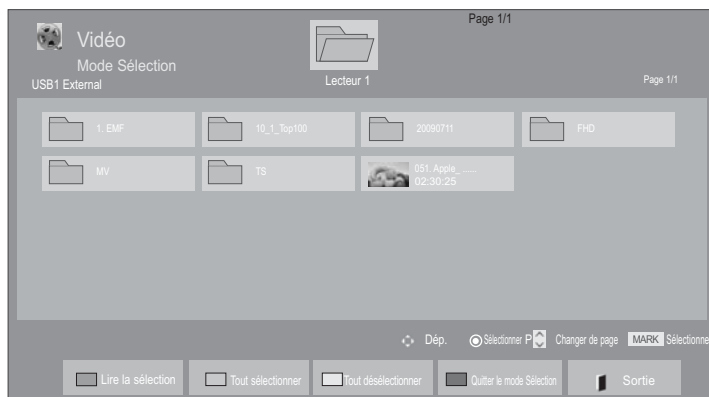 Page 1/1
Vidéo
Mode Sélection
USB1 External
Lecteur 1
Page 1/1
1. EMF
10_1_Top100
20090711
FHD
MV
TS
051. Apple_ ......
02:30:25
Dép. Sélectionner P Changer de page MARK Sélectionne
Lire la sélection Tout sélectionner Tout désélectionner Quitter le mode Sélection Sortie